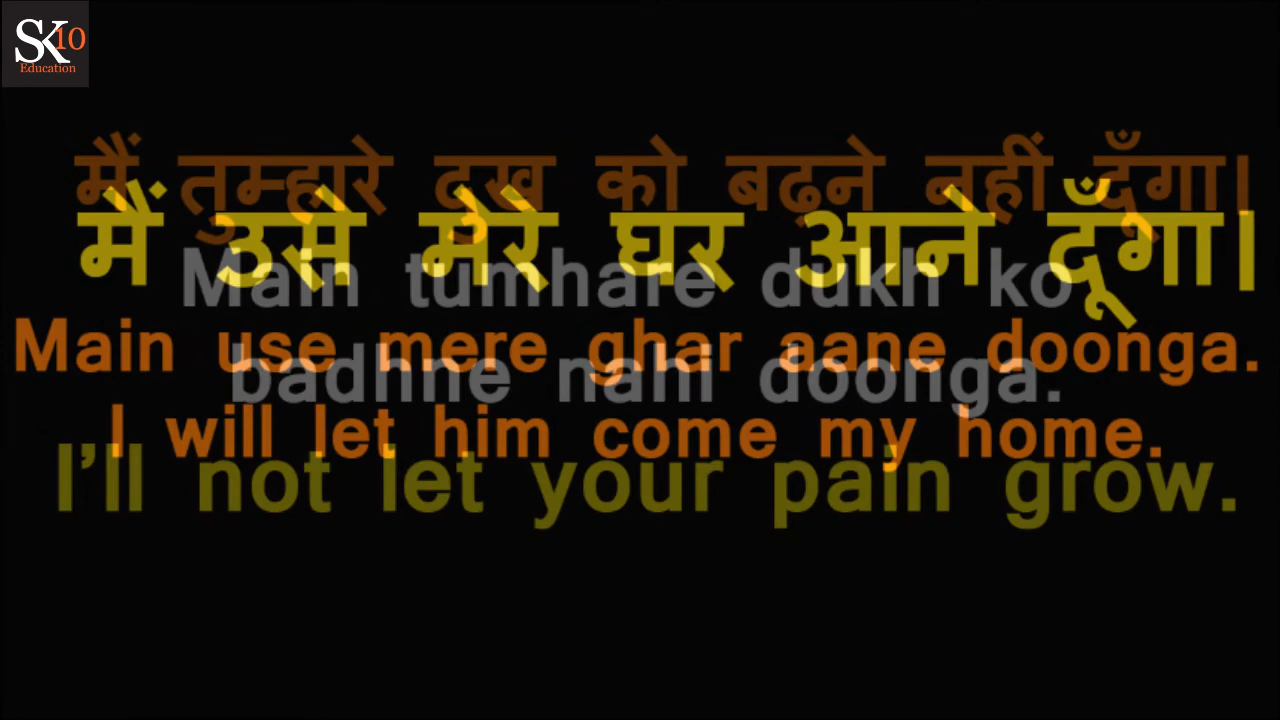 SK10
Education
मैं तुम्हारे दुख को बढ़ने नहीं दूँगा।
मैं उसे मेरे घर आने दूँगा।
Main tumhare dukh ko
Main use mere ghar aane doonga.
badhne nahi doonga.
I will let him come my home.
I'll not let your pain grow.